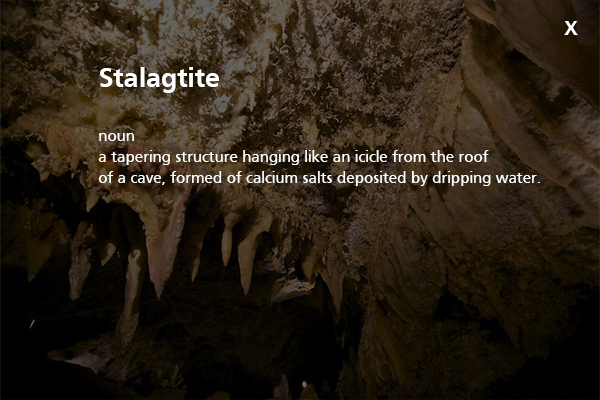 X
Stalagtite
noun
a tapering structure hanging like an icicle from the roof
of a cave, formed of calcium salts deposited by dripping water.